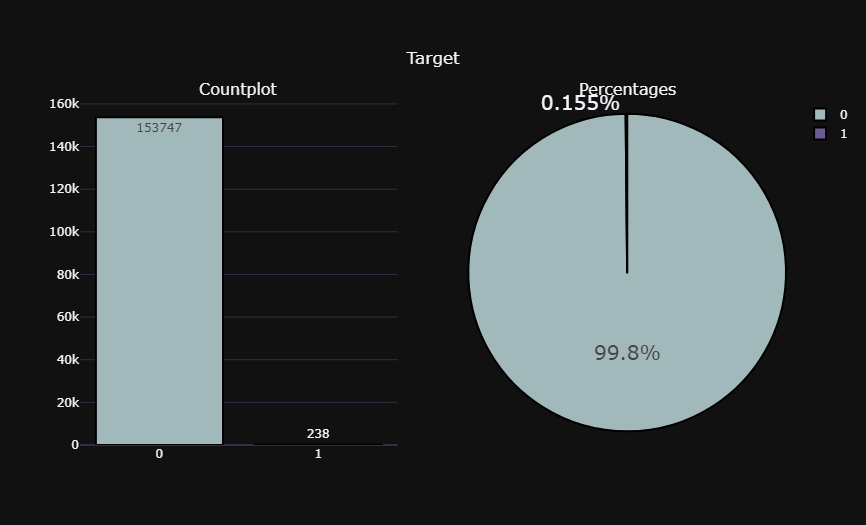 Target
Countplot
160k
140k
120k
100k
80k
60k
40k
20k
0
153747
238
0
1
Percentages
0.155%
99.8%
0
1